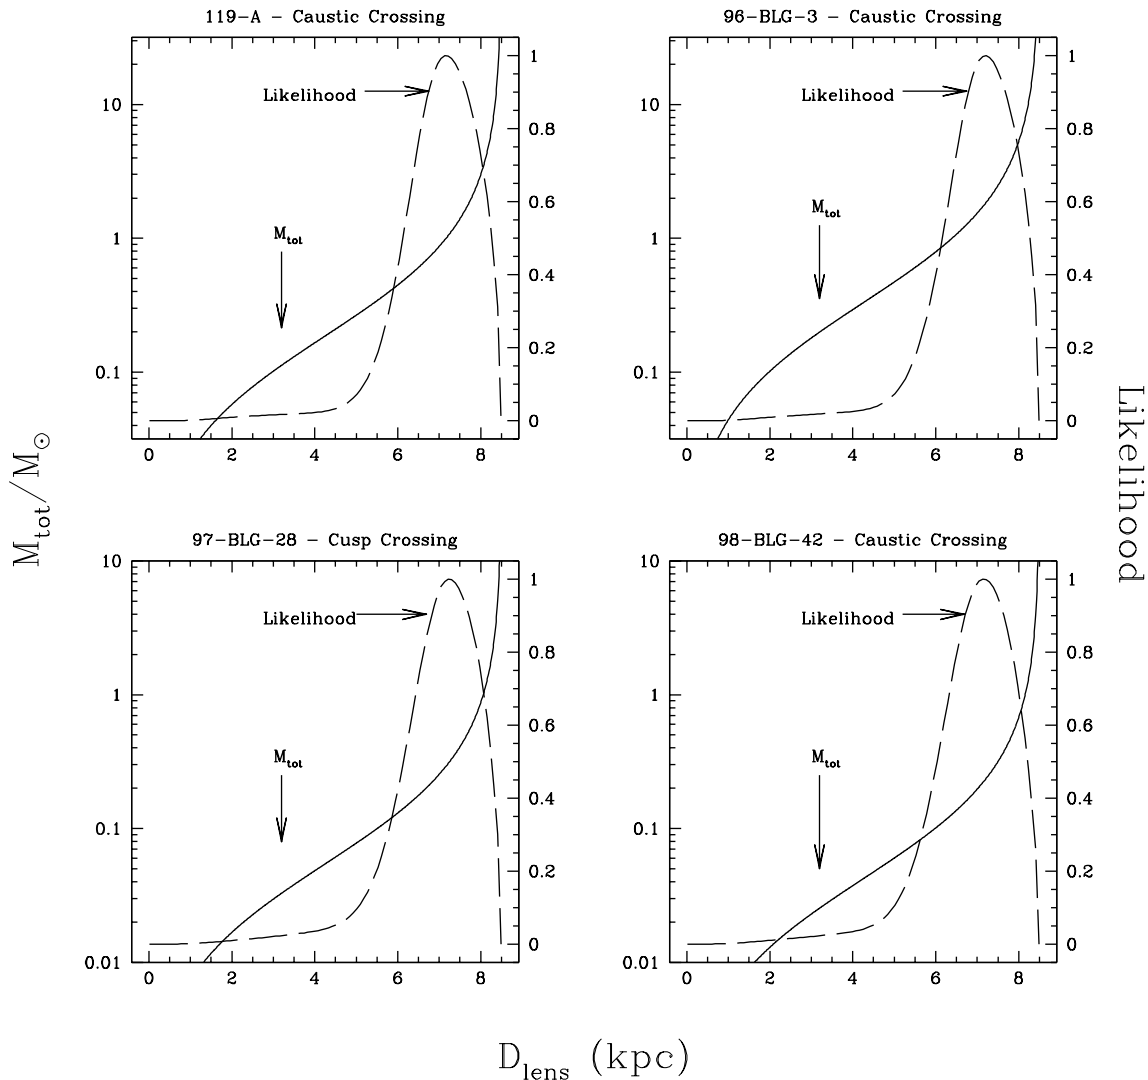 119-A - Caustic Crossing
Likelihood
M_tot
10
1
0.1
1
0.8
0.6
0.4
0.2
0
0 2 4 6 8
96-BLG-3 - Caustic Crossing
Likelihood
M_tot
10
1
0.1
1
0.8
0.6
0.4
0.2
0
0 2 4 6 8
97-BLG-28 - Cusp Crossing
Likelihood
M_tot
10
1
0.1
0.01
1
0.8
0.6
0.4
0.2
0
0 2 4 6 8
98-BLG-42 - Caustic Crossing
Likelihood
M_tot
10
1
0.1
0.01
1
0.8
0.6
0.4
0.2
0
0 2 4 6 8
M_tot/M_⊙
Likelihood
D_lens (kpc)